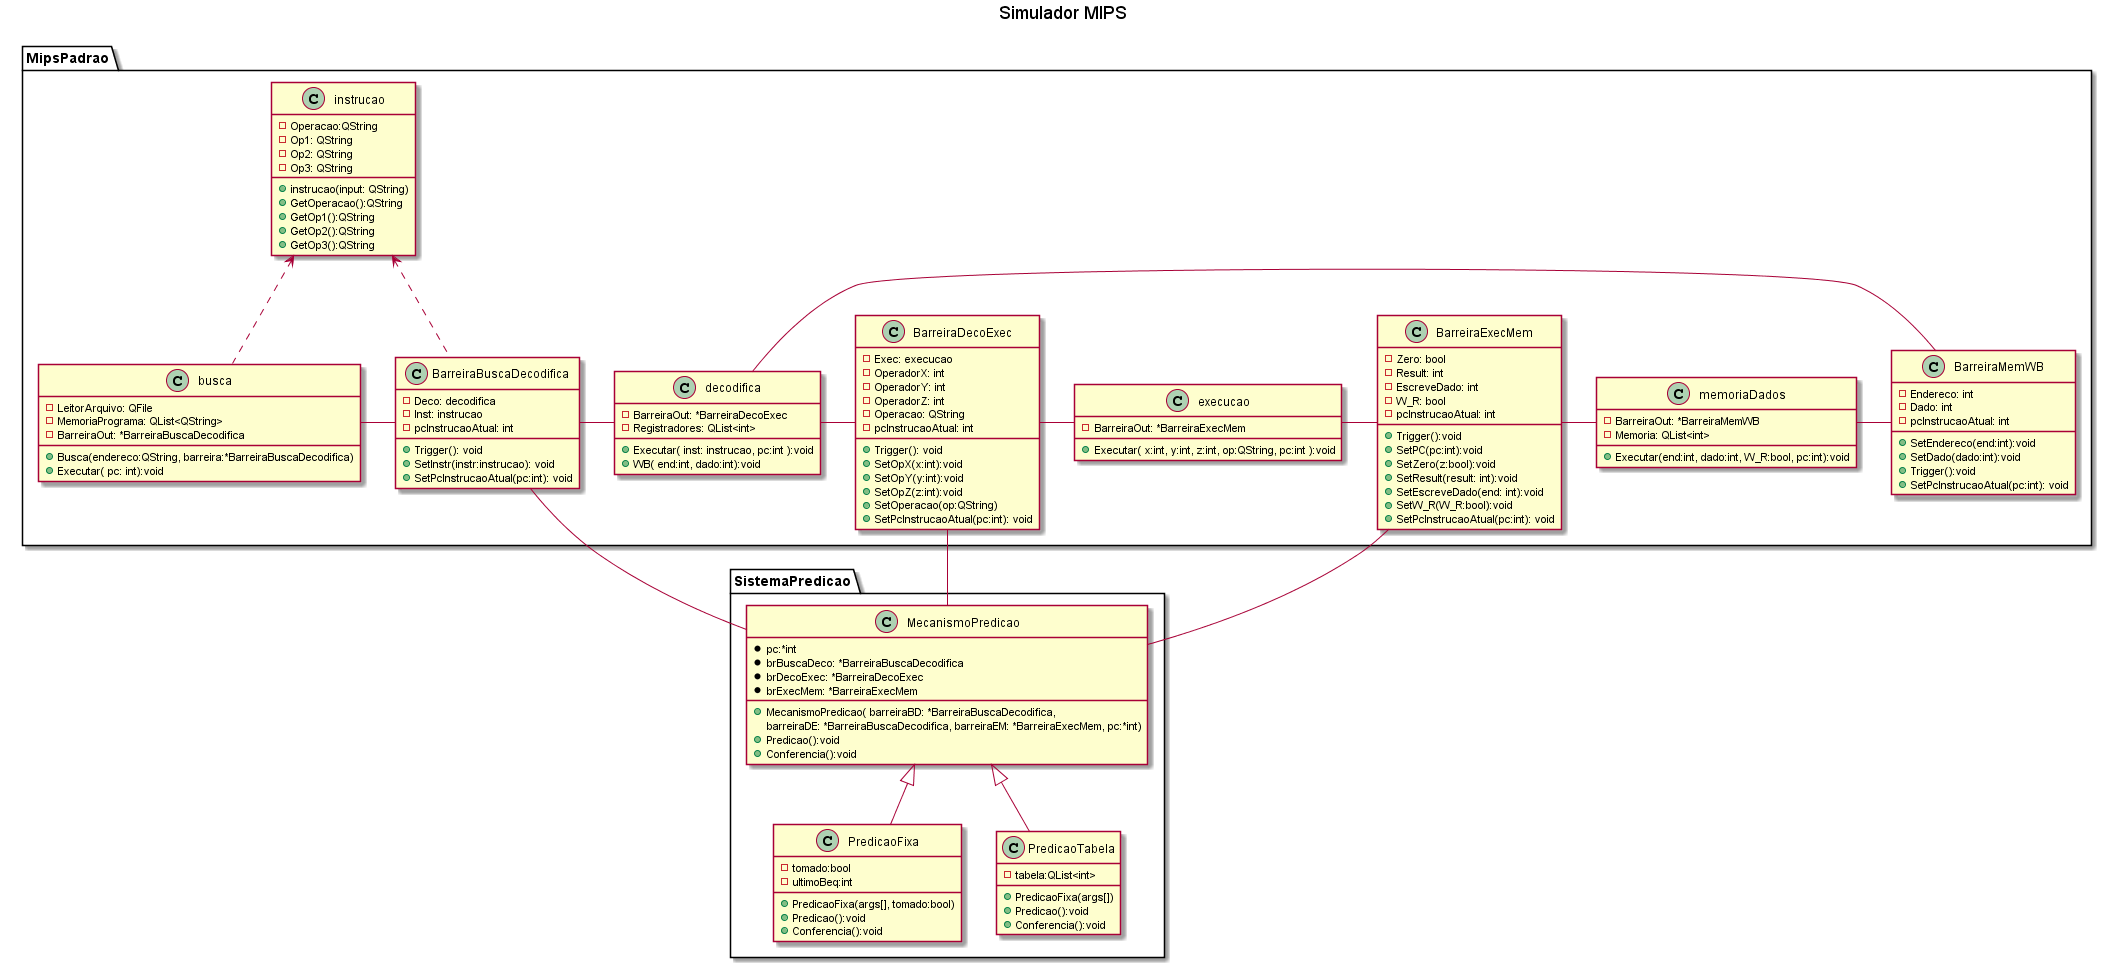 Simulador MIPS
MipsPadrao
C instrucao
Operacao:QString
Op1: QString
Op2: QString
Op3: QString
instrucao(input: QString)
GetOperacao():QString
GetOp1():QString
GetOp2():QString
GetOp3():QString
C busca
LeitorArquivo: QFile
MemoriaPrograma: QList<QString>
BarreiraOut: *BarreiraBuscaDecodifica
Busca(endereco:QString, barreira:*BarreiraBuscaDecodifica)
Executar( pc: int):void
C BarreiraBuscaDecodifica
Deco: decodifica
Inst: instrucao
pcInstrucaoAtual: int
Trigger(): void
SetInstr(instr:instrucao): void
SetPcInstrucaoAtual(pc:int): void
C decodifica
BarreiraOut: *BarreiraDecoExec
Registradores: QList<int>
Executar( inst: instrucao, pc:int ):void
WB( end:int, dado:int):void
C BarreiraDecoExec
Exec: execucao
OperadorX: int
OperadorY: int
OperadorZ: int
Operacao: QString
pcInstrucaoAtual: int
Trigger(): void
SetOpX(x:int):void
SetOpY(y:int):void
SetOpZ(z:int):void
SetOperacao(op:QString)
SetPcInstrucaoAtual(pc:int): void
C execucao
BarreiraOut: *BarreiraExecMem
Executar( x:int, y:int, z:int, op:QString, pc:int ):void
C BarreiraExecMem
Zero: bool
Result: int
EscreveDado: int
W_R: bool
pcInstrucaoAtual: int
Trigger():void
SetPC(pc:int):void
SetZero(z:bool):void
SetResult(result: int):void
SetEscreveDado(end: int):void
SetW_R(W_R:bool):void
SetPcInstrucaoAtual(pc:int): void
C memoriaDados
BarreiraOut: *BarreiraMemWB
Memoria: QList<int>
Executar(end:int, dado:int, W_R:bool, pc:int):void
C BarreiraMemWB
Endereco: int
Dado: int
pcInstrucaoAtual: int
SetEndereco(end:int):void
SetDado(dado:int):void
Trigger():void
SetPcInstrucaoAtual(pc:int): void
SistemaPredicao
C MecanismoPredicao
pc:*int
brBuscaDeco: *BarreiraBuscaDecodifica
brDecoExec: *BarreiraDecoExec
brExecMem: *BarreiraExecMem
MecanismoPredicao( barreiraBD: *BarreiraBuscaDecodifica,
barreiraDE: *BarreiraBuscaDecodifica, barreiraEM: *BarreiraExecMem, pc:*int)
Predicao():void
Conferencia():void
C PredicaoFixa
tomado:bool
ultimoBeq:int
PredicaoFixa(args[], tomado:bool)
Predicao():void
Conferencia():void
C PredicaoTabela
tabela:QList<int>
PredicaoFixa(args[])
Predicao():void
Conferencia():void